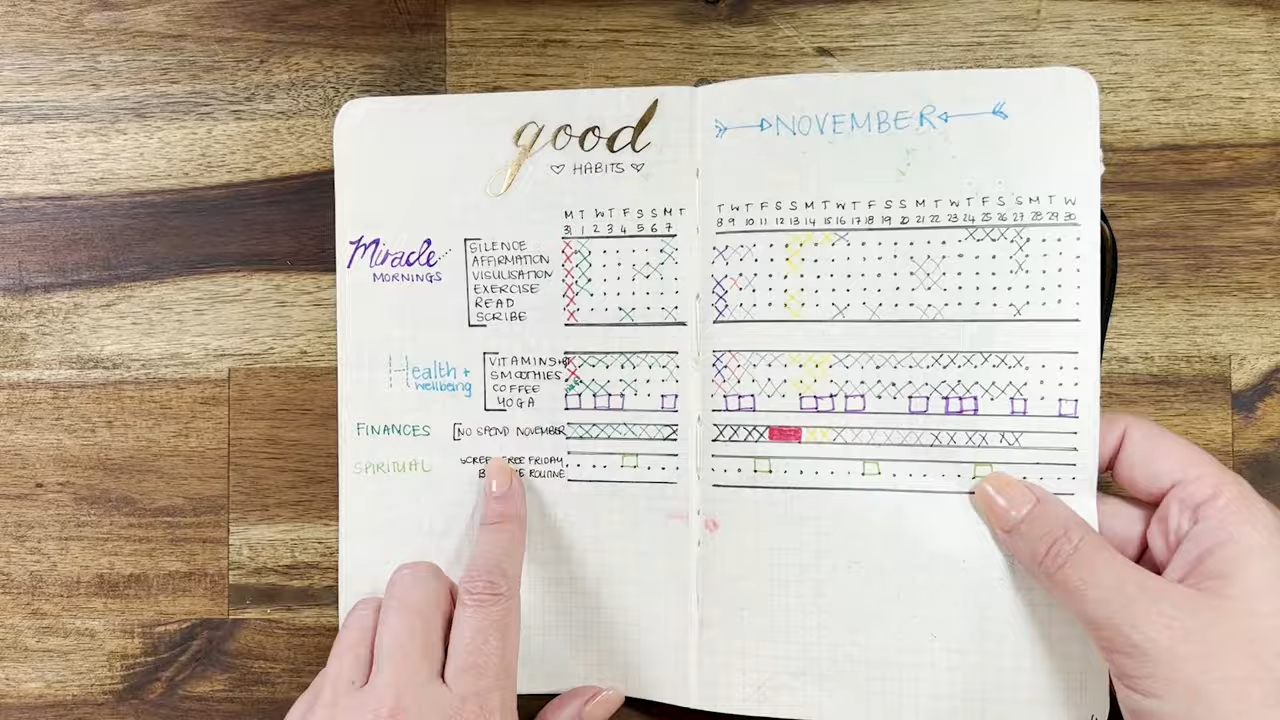 good
♡ HABITS ♡
NOVEMBER
M T W T F S S M T
31 1 2 3 4 5 6 7
T W T F S S M T W T F S S M T W T F S S M T W
8 9 10 11 12 13 14 15 16 17 18 19 20 21 22 23 24 25 26 27 28 29 30
Miracle
MORNINGS
SILENCE
AFFIRMATION
VISULISATION
EXERCISE
READ
SCRIBE
Health +
wellbeing
VITAMINS
SMOOTHIES
COFFEE
YOGA
FINANCES
NO SPEND NOVEMBER
SPIRITUAL
FREE FRIDAY
ROUTINE